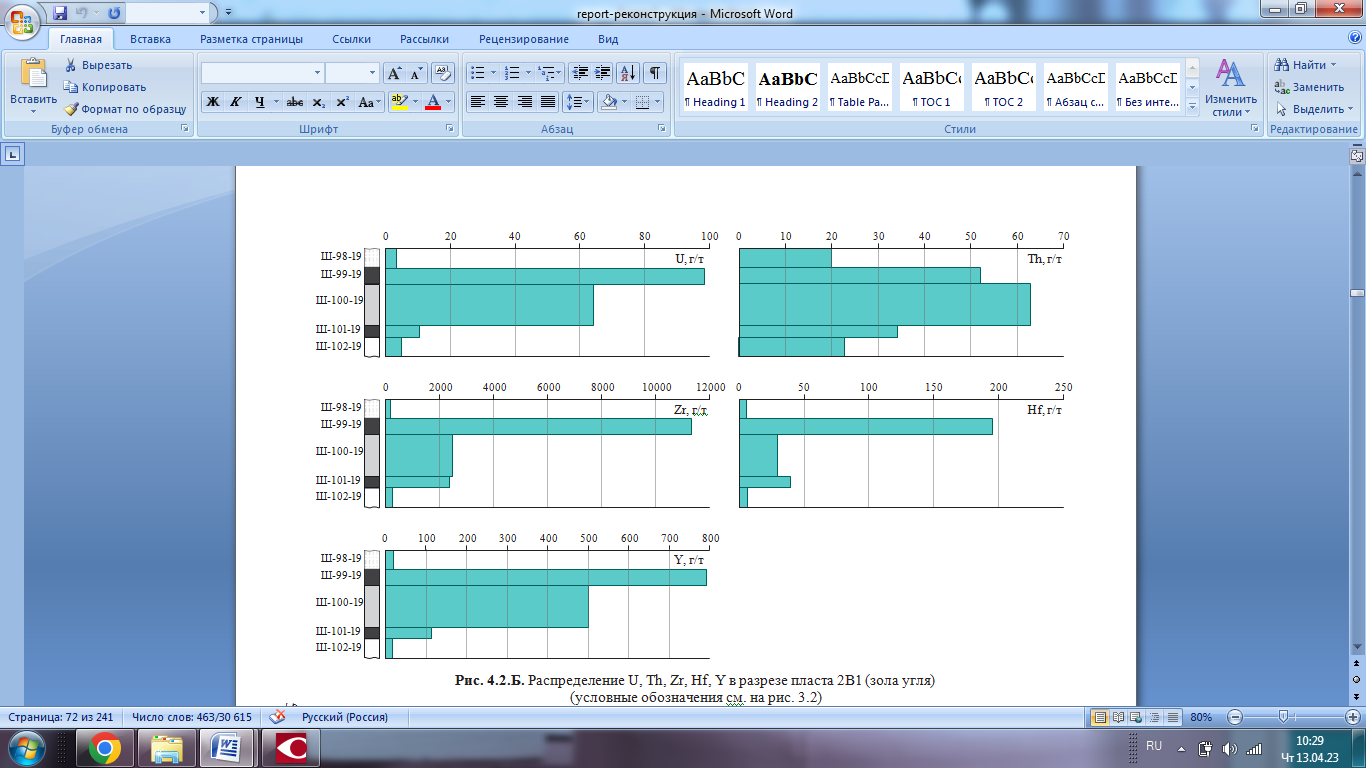 report-реконструкция - Microsoft Word
Главная Вставка Разметка страницы Ссылки Рассылки Рецензирование Вид
Вставить
Вырезать
Копировать
Формат по образцу
Буфер обмена
Ж К Ч abc x₂ x² Aa
Шрифт
Абзац
AaBbC AaBbC AaBbCcD AaBbC AaBbC AaBbCcD AaBbCcD
¶ Heading 1 ¶ Heading 2 ¶ Table Pa... ¶ TOC 1 ¶ TOC 2 ¶ Абзац с... ¶ Без инте...
Стили
Изменить
стили
Найти
Заменить
Выделить
Редактирование
0 20 40 60 80 100
U, г/т
Ш-98-19
Ш-99-19
Ш-100-19
Ш-101-19
Ш-102-19
0 10 20 30 40 50 60 70
Th, г/т
0 2000 4000 6000 8000 10000 12000
Zr, г/т
Ш-98-19
Ш-99-19
Ш-100-19
Ш-101-19
Ш-102-19
0 50 100 150 200 250
Hf, г/т
0 100 200 300 400 500 600 700 800
Y, г/т
Ш-98-19
Ш-99-19
Ш-100-19
Ш-101-19
Ш-102-19
Рис. 4.2.Б. Распределение U, Th, Zr, Hf, Y в разрезе пласта 2В1 (зола угля)
(условные обозначения см. на рис. 3.2)
Страница: 72 из 241 Число слов: 463/30 615 Русский (Россия) 80%
RU
10:29
Чт 13.04.23